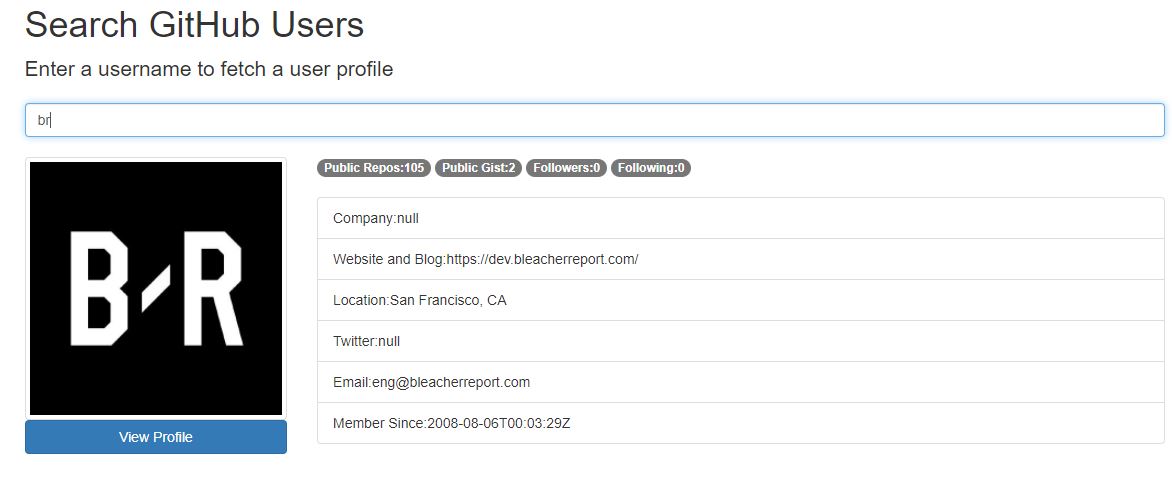 Search GitHub Users
Enter a username to fetch a user profile
br
B-R
View Profile
Public Repos:105 Public Gist:2 Followers:0 Following:0
Company:null
Website and Blog:https://dev.bleacherreport.com/
Location:San Francisco, CA
Twitter:null
Email:eng@bleacherreport.com
Member Since:2008-08-06T00:03:29Z